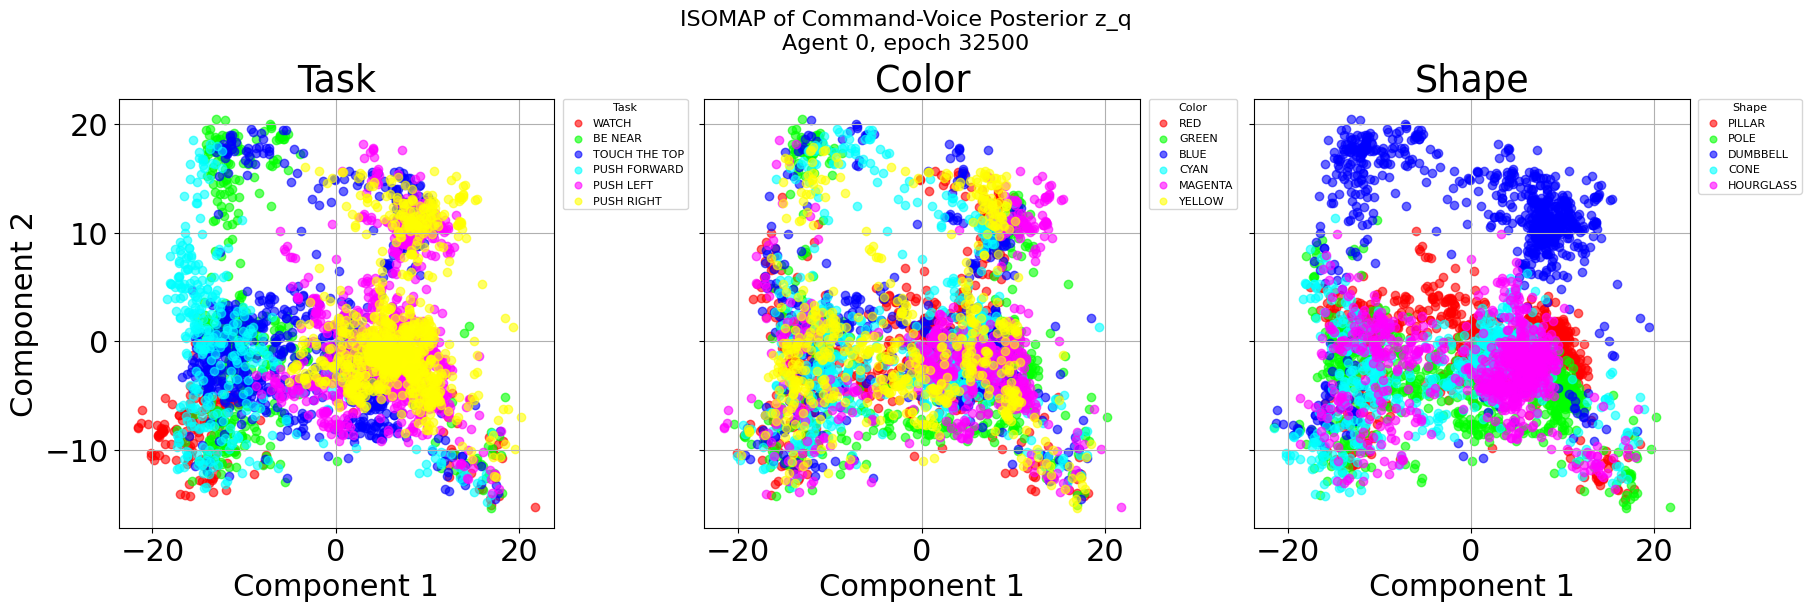 ISOMAP of Command-Voice Posterior z_q
Agent 0, epoch 32500
Task
Color
Shape
Component 2
20
10
0
−10
−20
0
20
Component 1
Task
WATCH
BE NEAR
TOUCH THE TOP
PUSH FORWARD
PUSH LEFT
PUSH RIGHT
−20
0
20
Component 1
Color
RED
GREEN
BLUE
CYAN
MAGENTA
YELLOW
−20
0
20
Component 1
Shape
PILLAR
POLE
DUMBBELL
CONE
HOURGLASS